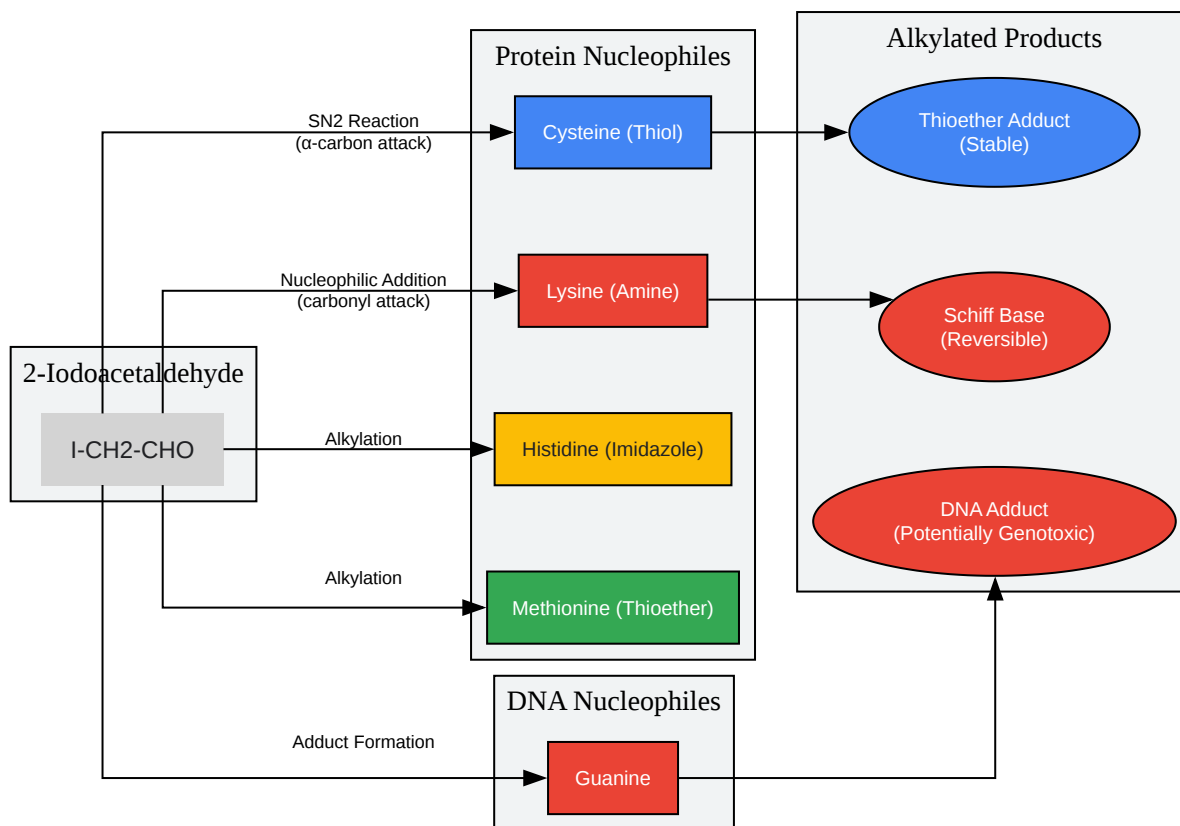 Protein Nucleophiles
Alkylated Products
SN2 Reaction
(α-carbon attack)
Cysteine (Thiol)
Thioether Adduct
(Stable)
Nucleophilic Addition
(carbonyl attack)
Lysine (Amine)
Schiff Base
(Reversible)
2-Iodoacetaldehyde
I-CH2-CHO
Alkylation
Histidine (Imidazole)
DNA Adduct
(Potentially Genotoxic)
Alkylation
Methionine (Thioether)
DNA Nucleophiles
Adduct Formation
Guanine